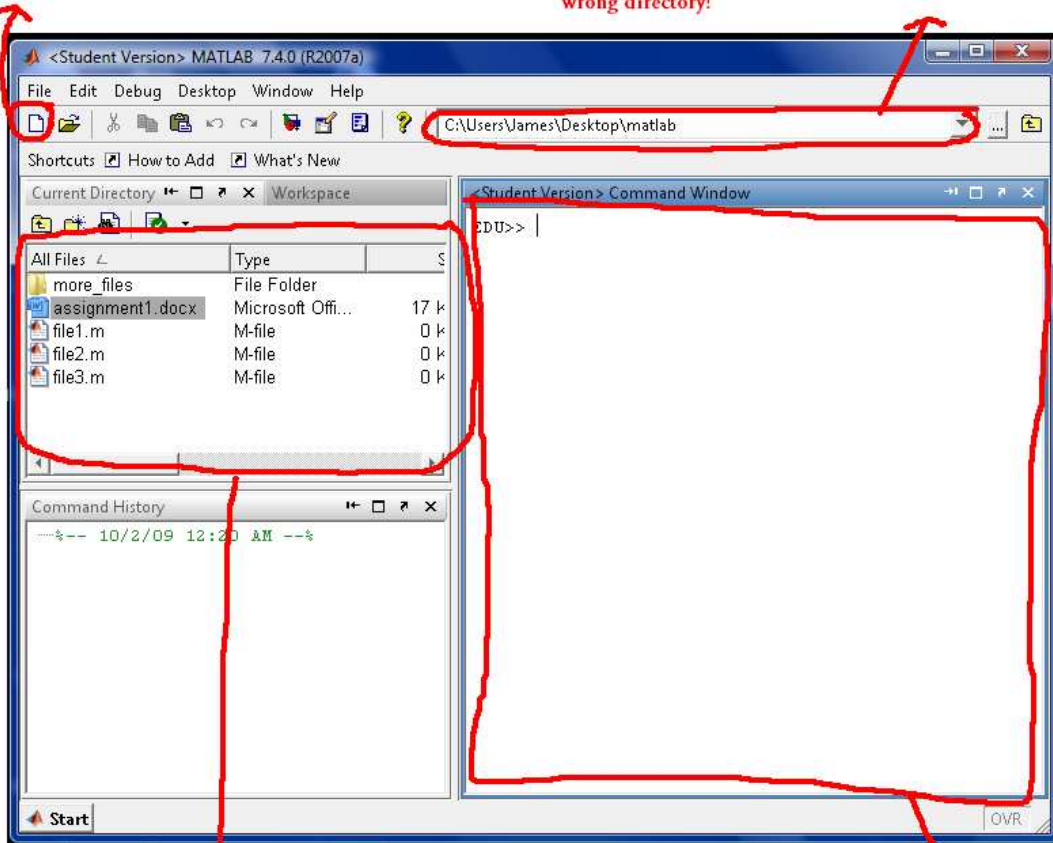 wrong directory!
<Student Version> MATLAB 7.4.0 (R2007a)
File Edit Debug Desktop Window Help
C:\Users\James\Desktop\matlab
...
Shortcuts How to Add What's New
Current Directory Workspace
<Student Version> Command Window
EDU>>
All Files Type S
more_files File Folder
assignment1.docx Microsoft Offi... 17 k
file1.m M-file 0 k
file2.m M-file 0 k
file3.m M-file 0 k
Command History
%-- 10/2/09 12:20 AM --%
Start
OVR